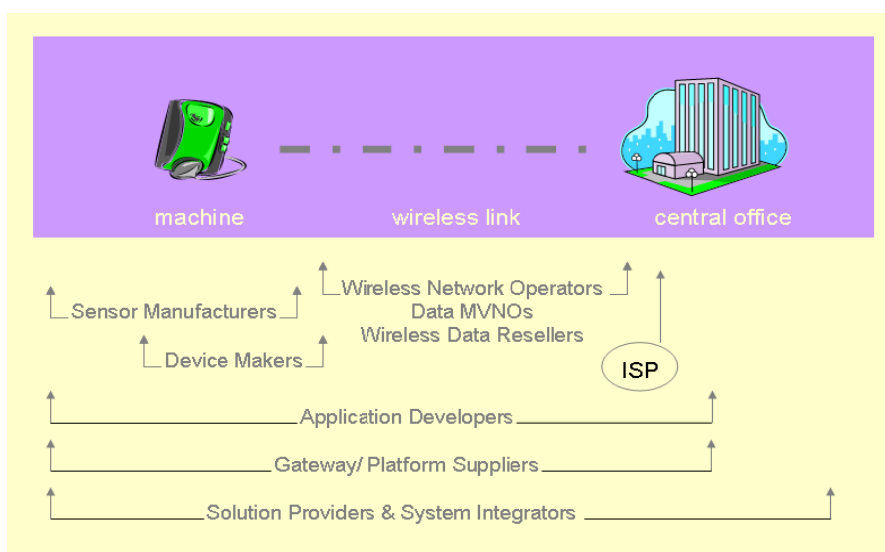 machine
wireless link
central office
Wireless Network Operators
Sensor Manufacturers
Data MVNOs
Wireless Data Resellers
Device Makers
ISP
Application Developers
Gateway/ Platform Suppliers
Solution Providers & System Integrators